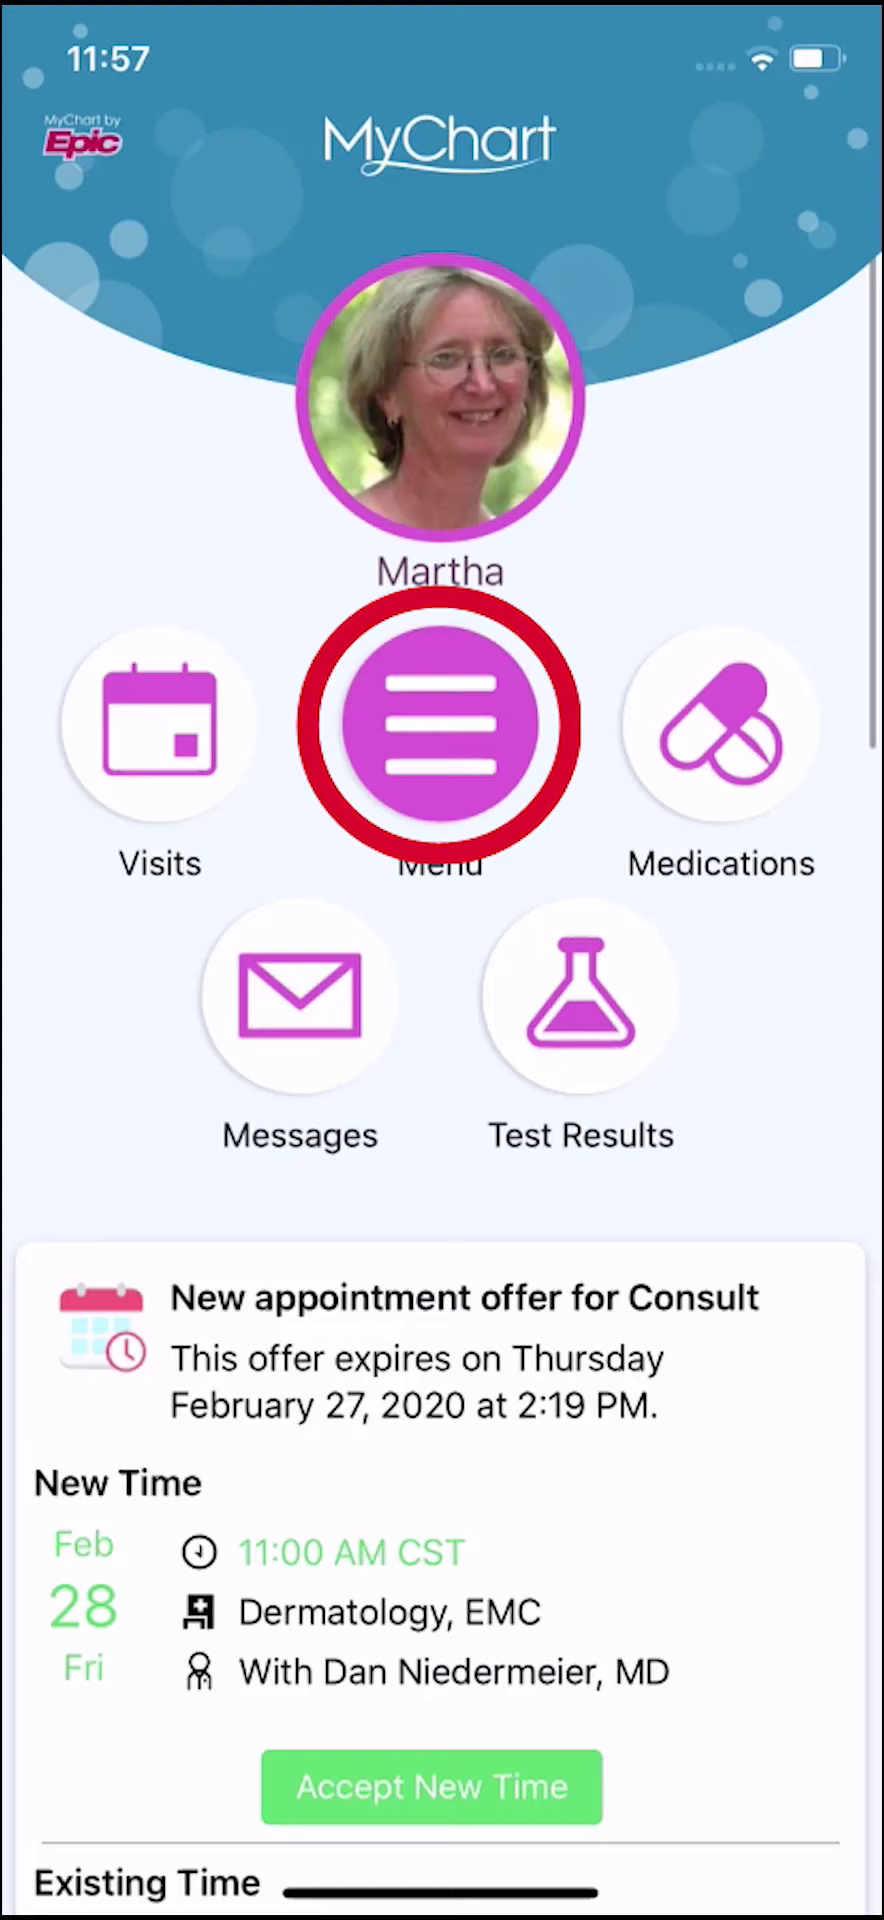 11:57
MyChart by
Epic
MyChart
Martha
Visits
Menu
Medications
Messages
Test Results
New appointment offer for Consult
This offer expires on Thursday
February 27, 2020 at 2:19 PM.
New Time
Feb
28
Fri
11:00 AM CST
Dermatology, EMC
With Dan Niedermeier, MD
Accept New Time
Existing Time